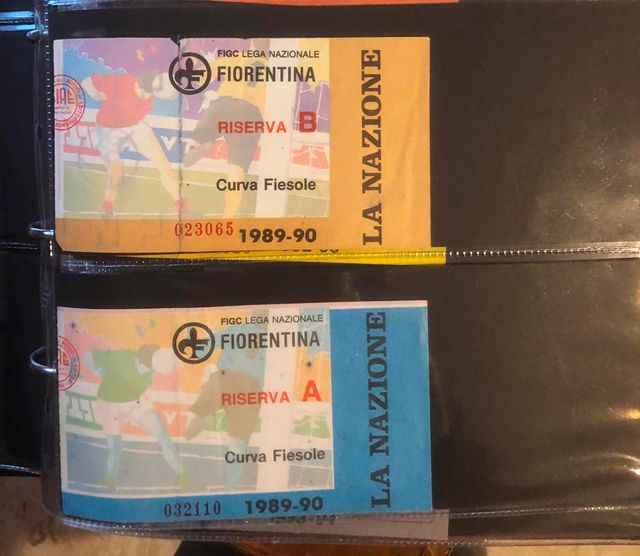 FIGC LEGA NAZIONALE
FIORENTINA
RISERVA B
Curva Fiesole
023065 1989-90
LA NAZIONE
FIGC LEGA NAZIONALE
FIORENTINA
RISERVA A
Curva Fiesole
032110 1989-90
LA NAZIONE